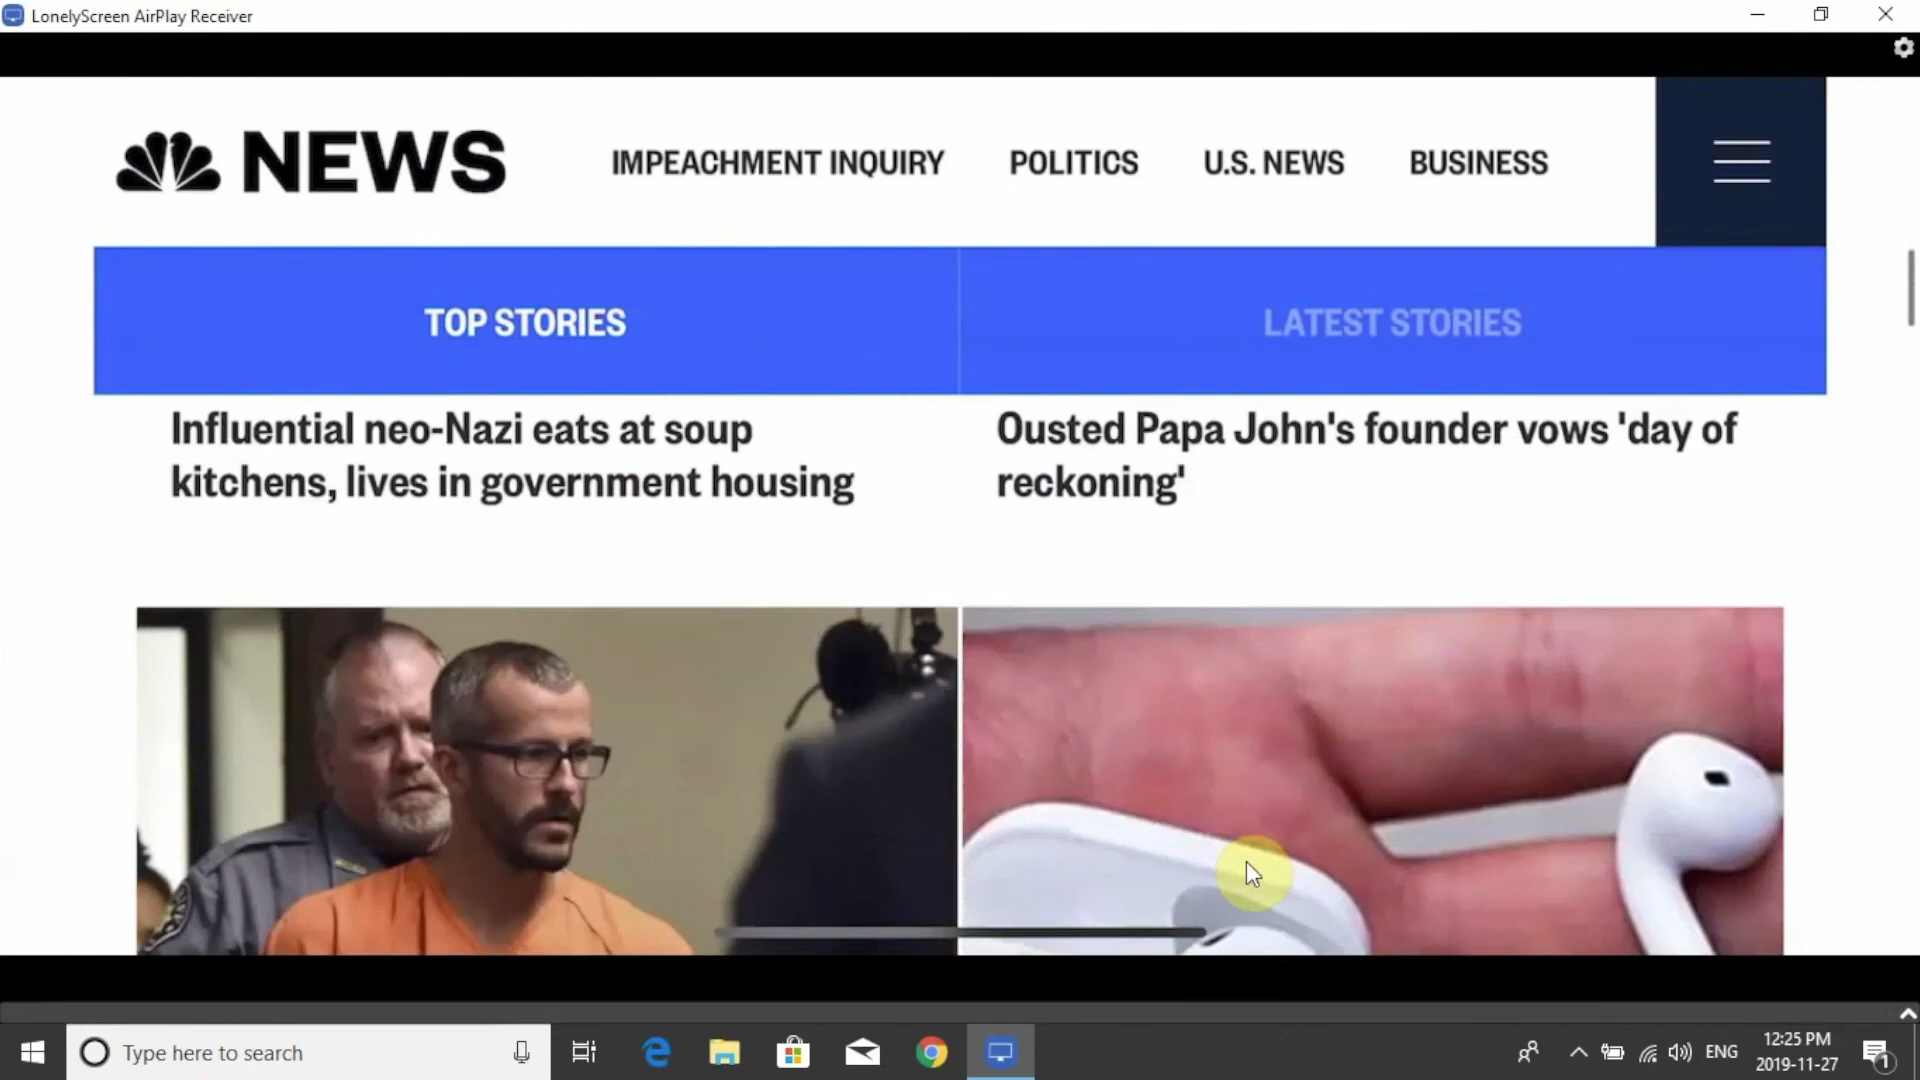 LonelyScreen AirPlay Receiver
NEWS
IMPEACHMENT INQUIRY
POLITICS
U.S. NEWS
BUSINESS
TOP STORIES
LATEST STORIES
Influential neo-Nazi eats at soup
kitchens, lives in government housing
Ousted Papa John's founder vows 'day of
reckoning'
Type here to search
ENG
12:25 PM
2019-11-27
1